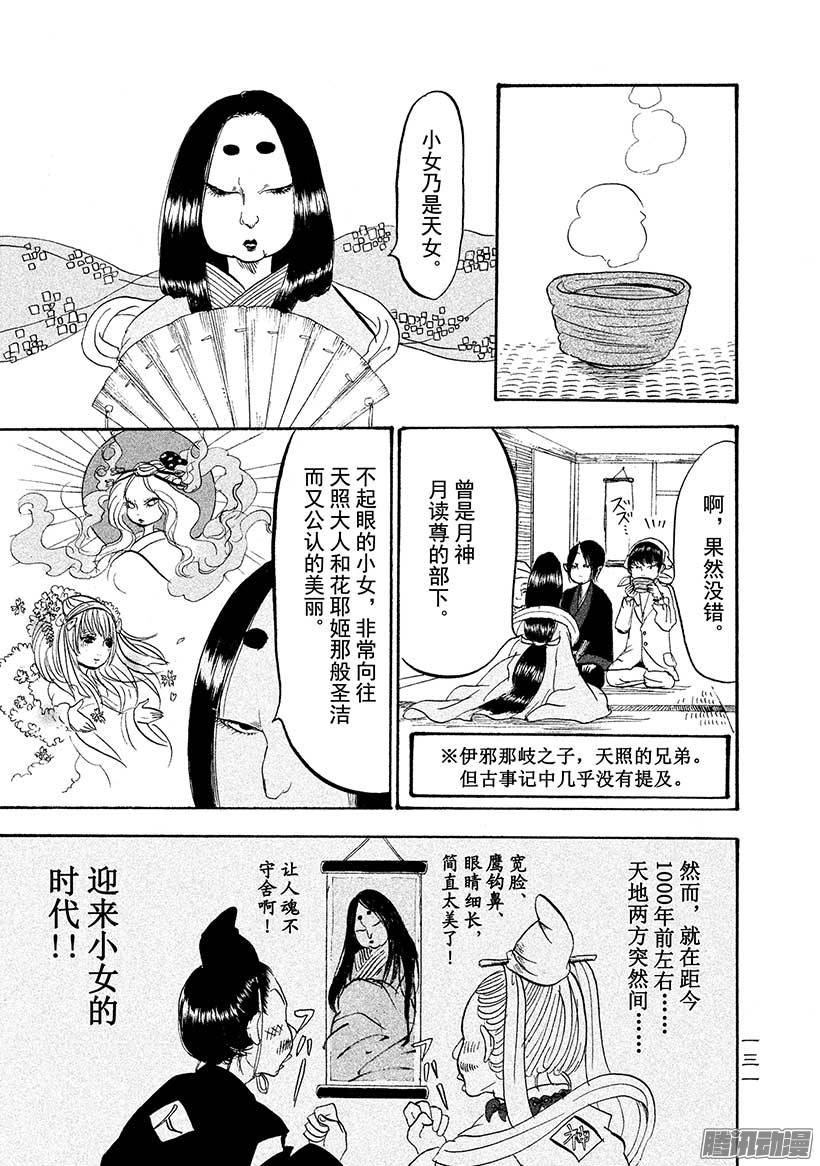 小女乃是天女。
啊，果然没错。
曾是月神
月读尊的部下。
ズズ…
※伊邪那岐之子，天照的兄弟。
但古事记中几乎没有提及。
不起眼的小女，非常向往
天照大人和花耶姬那般圣洁
而又公认的美丽。
然而，就在距今
1000年前左右……
天地两方突然间……
宽脸、
鹰钩鼻、
眼睛细长，
简直太美了！
让人魂不
守舍啊！
迎来小女的
时代!!
人
神
一三一
腾讯动漫